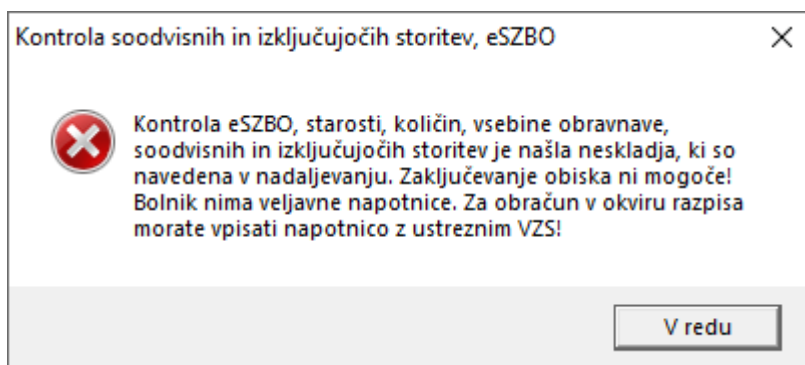 Kontrola soodvisnih in izključujočih storitev, eSZBO
Kontrola eSZBO, starosti, količin, vsebine obravnave,
soodvisnih in izključujočih storitev je našla neskladja, ki so
navedena v nadaljevanju. Zaključevanje obiska ni mogoče!
Bolnik nima veljavne napotnice. Za obračun v okviru razpisa
morate vpisati napotnico z ustreznim VZS!
V redu